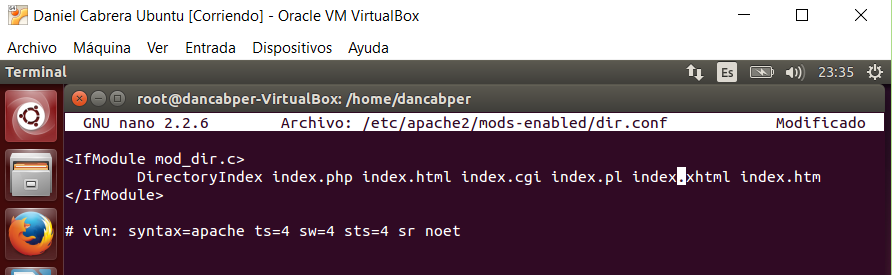 Daniel Cabrera Ubuntu [Corriendo] - Oracle VM VirtualBox
Archivo Máquina Ver Entrada Dispositivos Ayuda
Terminal Es 23:35
root@dancabper-VirtualBox: /home/dancabper
GNU nano 2.2.6 Archivo: /etc/apache2/mods-enabled/dir.conf Modificado
<IfModule mod_dir.c>
DirectoryIndex index.php index.html index.cgi index.pl index.xhtml index.htm
</IfModule>
# vim: syntax=apache ts=4 sw=4 sts=4 sr noet